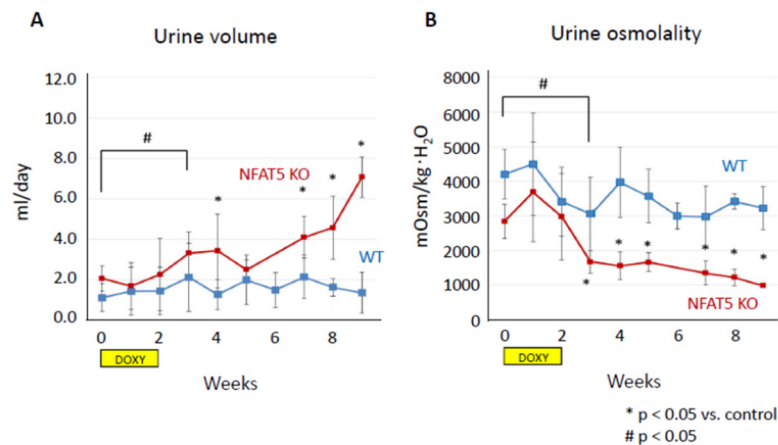 A
Urine volume
12.0
10.0
8.0
6.0
4.0
2.0
0.0
ml/day
#
NFAT5 KO
WT
*
*
*
*
0
2
4
6
8
DOXY
Weeks
B
Urine osmolality
8000
7000
6000
5000
4000
3000
2000
1000
0
mOsm/kg·H₂O
#
WT
NFAT5 KO
*
*
*
*
*
*
0
2
4
6
8
DOXY
Weeks
* p < 0.05 vs. control
# p < 0.05